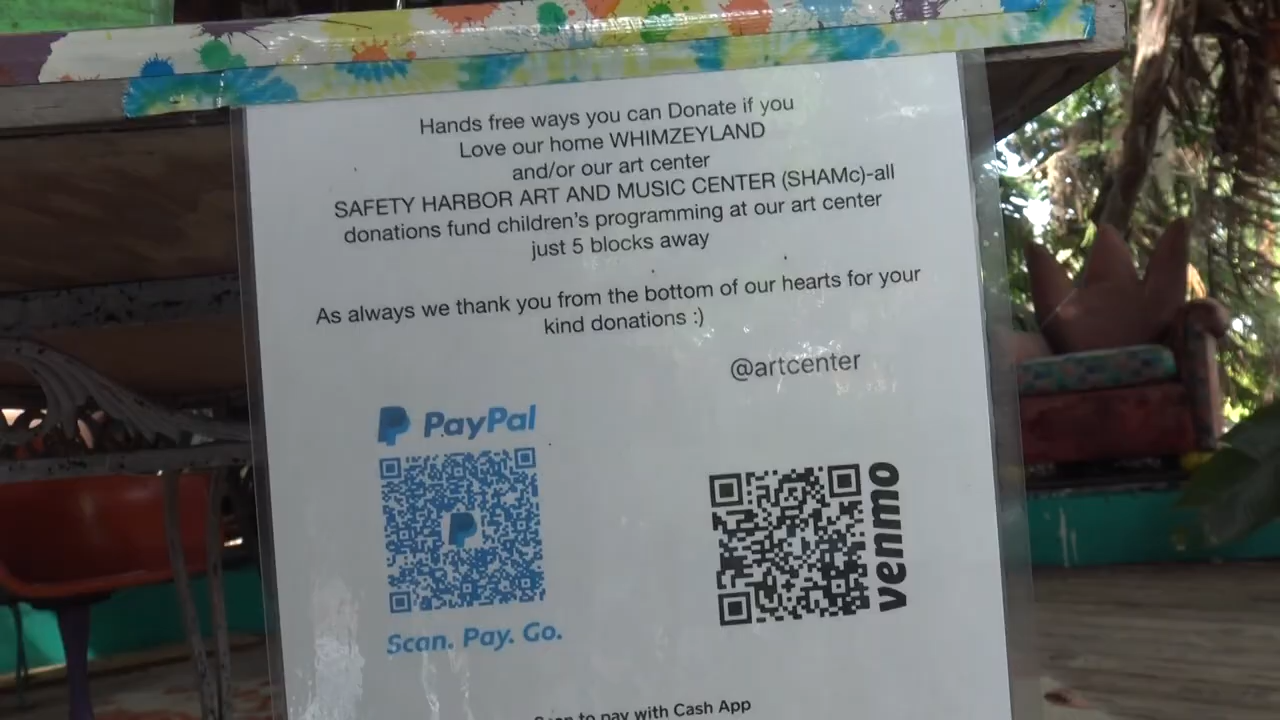 Hands free ways you can Donate if you
Love our home WHIMZEYLAND
and/or our art center
SAFETY HARBOR ART AND MUSIC CENTER (SHAMc)-all
donations fund children's programming at our art center
just 5 blocks away
As always we thank you from the bottom of our hearts for your
kind donations :)
@artcenter
PayPal
venmo
Scan. Pay. Go.
to pay with Cash App